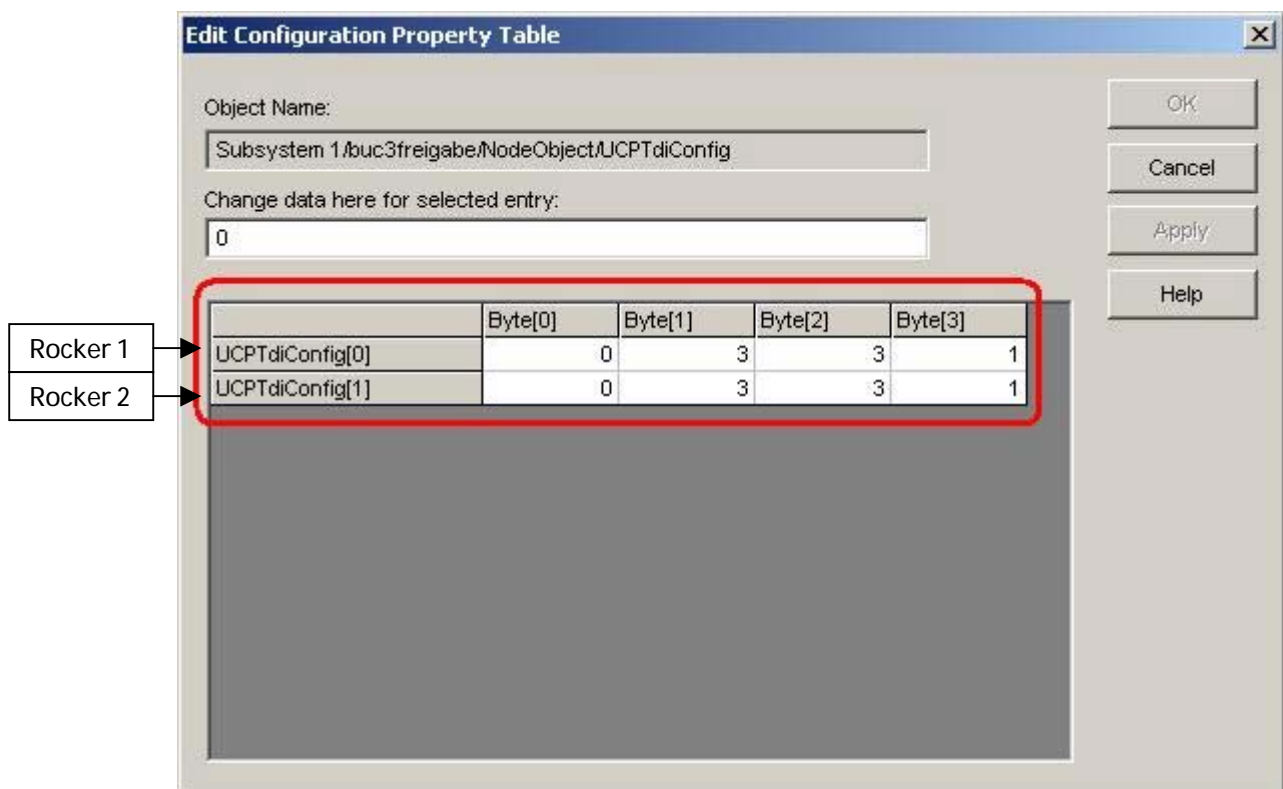 Edit Configuration Property Table
Object Name:
OK
Subsystem 1/buc3freigabe/NodeObject/UCPTdiConfig
Cancel
Change data here for selected entry:
0
Apply
Help
Byte[0] Byte[1] Byte[2] Byte[3]
Rocker 1
UCPTdiConfig[0] 0 3 3 1
Rocker 2
UCPTdiConfig[1] 0 3 3 1